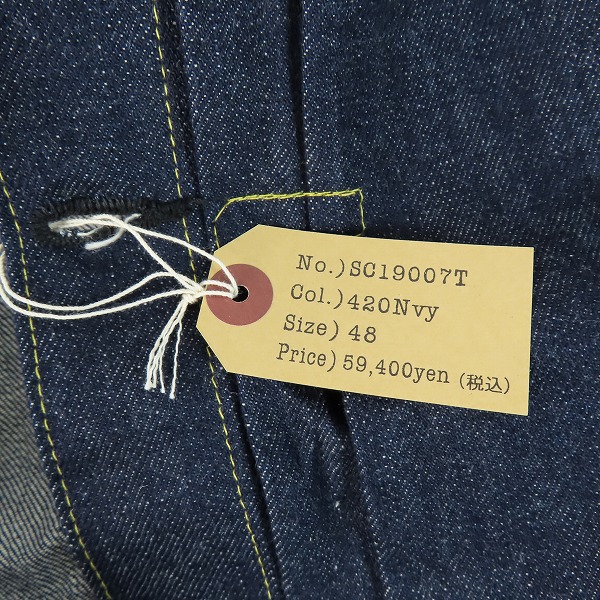 No.)SC19007T
Col.)420Nvy
Size) 48
Price) 59,400yen (税込)